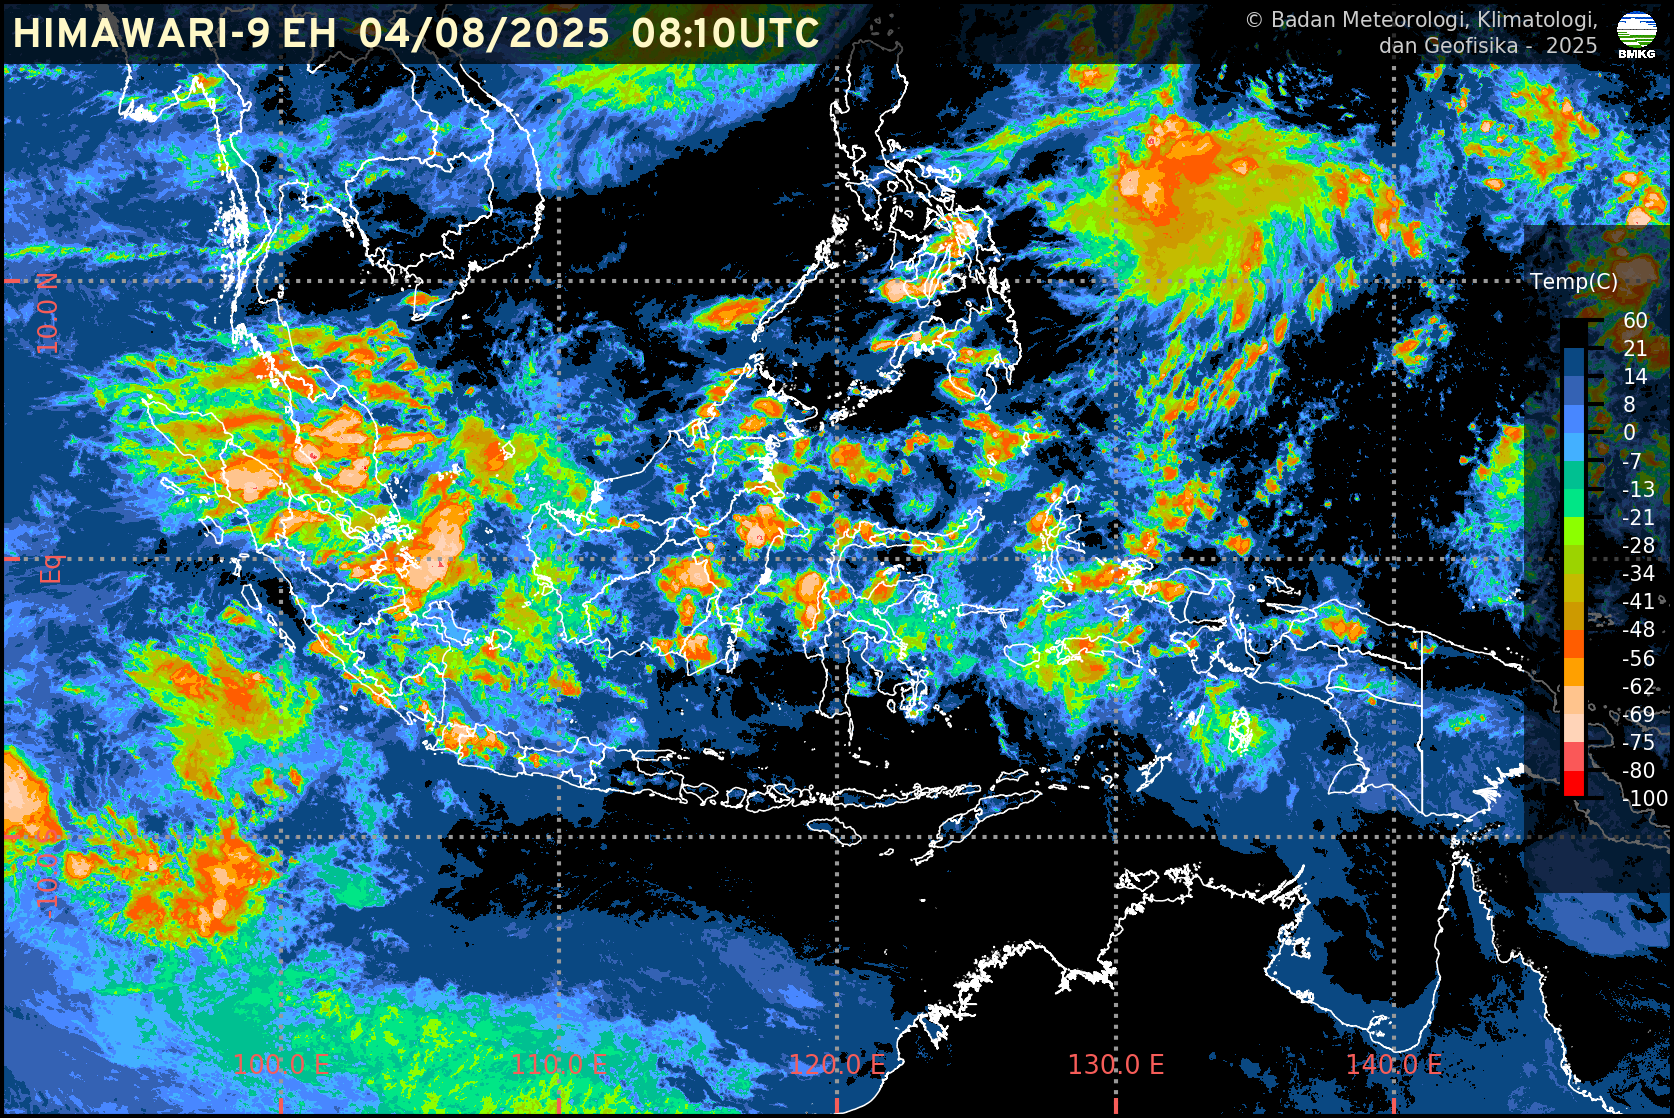 HIMAWARI-9 EH  04/08/2025  08:10UTC
© Badan Meteorologi, Klimatologi,
dan Geofisika -  2025
BMKG
10.0 N
Eq
-10.0
Temp(C)
60
21
14
8
0
-7
-13
-21
-28
-34
-41
-48
-56
-62
-69
-75
-80
-100
100.0 E
110.0 E
120.0 E
130.0 E
140.0 E